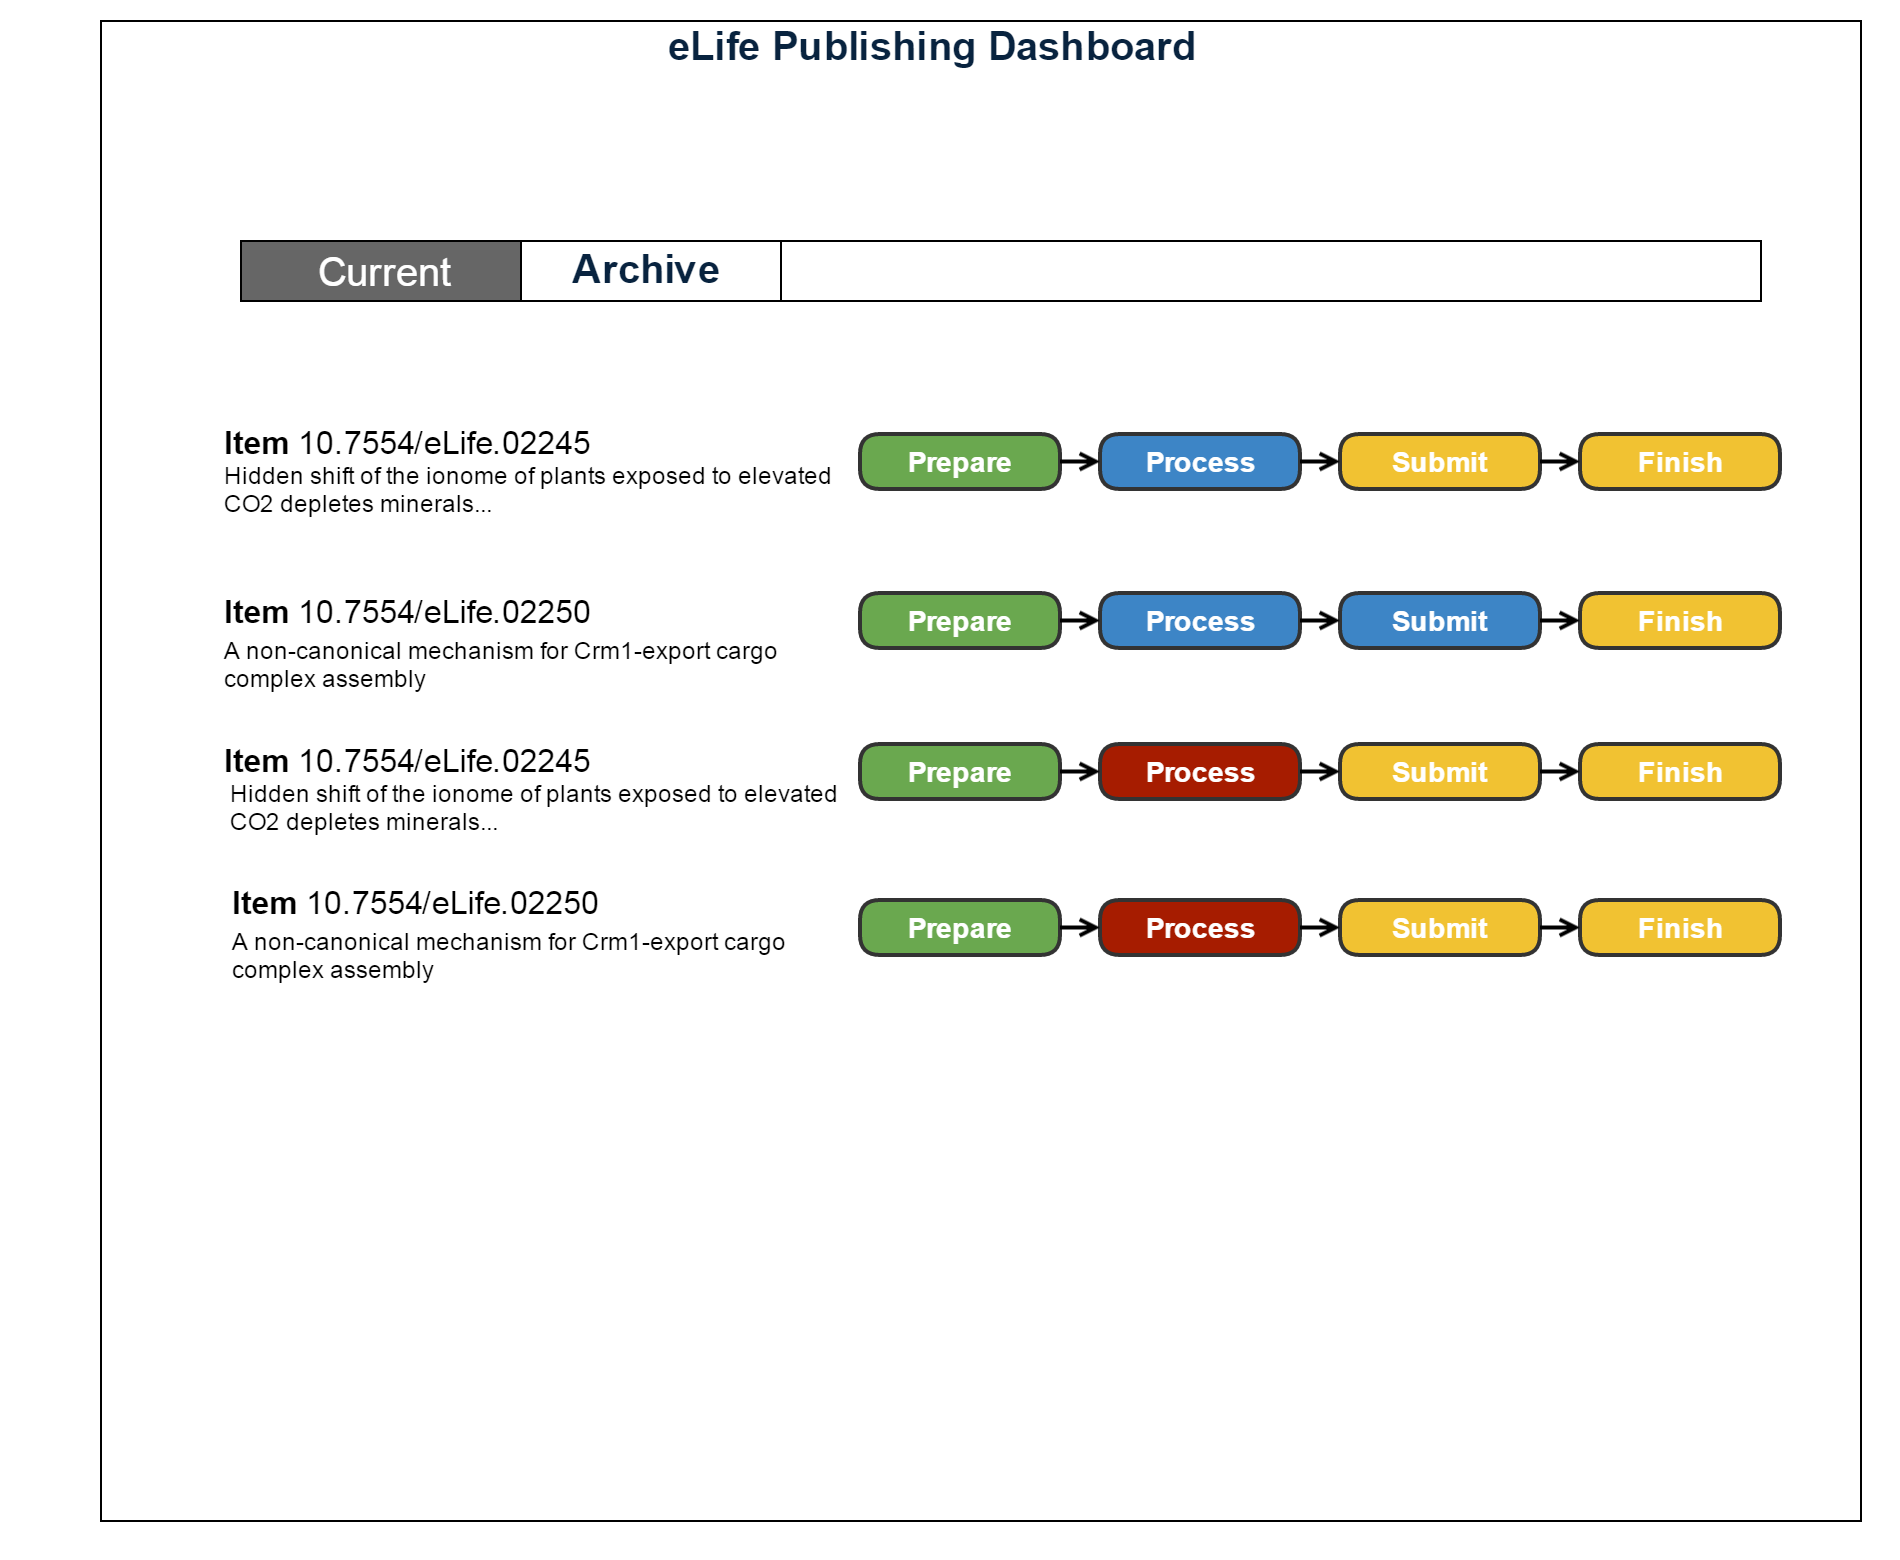 eLife Publishing Dashboard
Current Archive
Item 10.7554/eLife.02245
Hidden shift of the ionome of plants exposed to elevated
CO2 depletes minerals...
Prepare Process Submit Finish
Item 10.7554/eLife.02250
A non-canonical mechanism for Crm1-export cargo
complex assembly
Prepare Process Submit Finish
Item 10.7554/eLife.02245
Hidden shift of the ionome of plants exposed to elevated
CO2 depletes minerals...
Prepare Process Submit Finish
Item 10.7554/eLife.02250
A non-canonical mechanism for Crm1-export cargo
complex assembly
Prepare Process Submit Finish